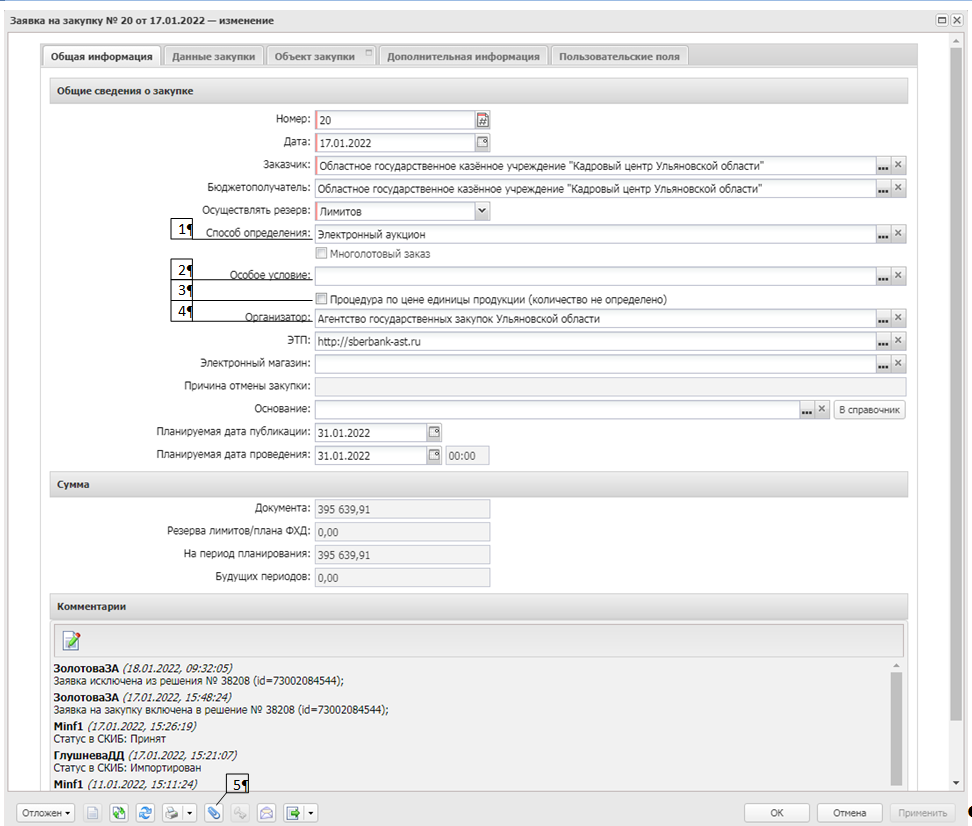 Заявка на закупку № 20 от 17.01.2022 — изменение
Общая информация Данные закупки Объект закупки Дополнительная информация Пользовательские поля
Общие сведения о закупке
Номер: 20
Дата: 17.01.2022
Заказчик: Областное государственное казённое учреждение "Кадровый центр Ульяновской области" ...
Бюджетополучатель: Областное государственное казённое учреждение "Кадровый центр Ульяновской области" ...
Осуществлять резерв: Лимитов
1¶ Способ определения: Электронный аукцион ...
Многолотовый заказ
2¶ Особое условие: ...
3¶ Процедура по цене единицы продукции (количество не определено)
4¶ Организатор: Агентство государственных закупок Ульяновской области ...
ЭТП: http://sberbank-ast.ru ...
Электронный магазин: ...
Причина отмены закупки:
Основание: ... В справочник
Планируемая дата публикации: 31.01.2022
Планируемая дата проведения: 31.01.2022 00:00
Сумма
Документа: 395 639,91
Резерва лимитов/плана ФХД: 0,00
На период планирования: 395 639,91
Будущих периодов: 0,00
Комментарии
ЗолотоваЗА (18.01.2022, 09:32:05)
Заявка исключена из решения № 38208 (id=73002084544);
ЗолотоваЗА (17.01.2022, 15:48:24)
Заявка на закупку включена в решение № 38208 (id=73002084544);
Minf1 (17.01.2022, 15:26:19)
Статус в СКИБ: Принят
ГлушневаДД (17.01.2022, 15:21:07)
Статус в СКИБ: Импортирован
Minf1 (11.01.2022, 15:11:24)
5¶
Отложен ОК Отмена Применить